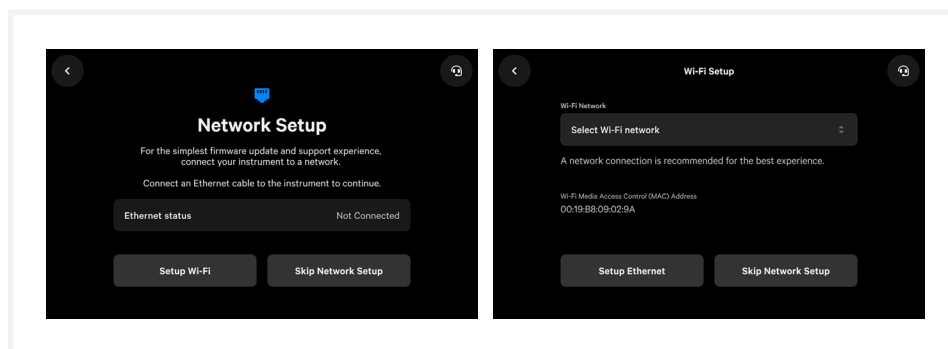 Network Setup
For the simplest firmware update and support experience,
connect your instrument to a network.
Connect an Ethernet cable to the instrument to continue.
Ethernet status Not Connected
Setup Wi-Fi Skip Network Setup
Wi-Fi Setup
Wi-Fi Network
Select Wi-Fi network
A network connection is recommended for the best experience.
Wi-Fi Media Access Control (MAC) Address
00:19:B8:09:02:9A
Setup Ethernet Skip Network Setup